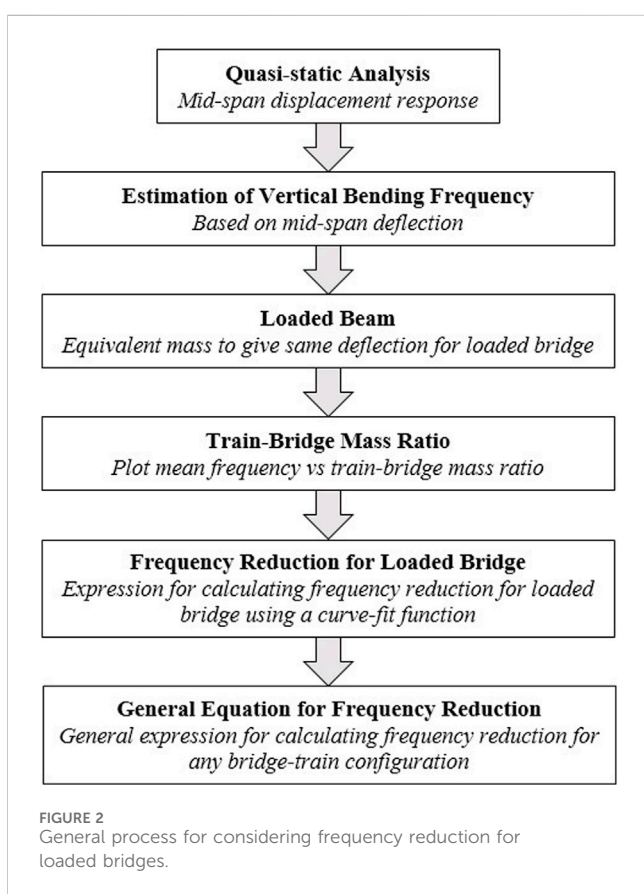 Quasi-static Analysis
Mid-span displacement response
Estimation of Vertical Bending Frequency
Based on mid-span deflection
Loaded Beam
Equivalent mass to give same deflection for loaded bridge
Train-Bridge Mass Ratio
Plot mean frequency vs train-bridge mass ratio
Frequency Reduction for Loaded Bridge
Expression for calculating frequency reduction for loaded
bridge using a curve-fit function
General Equation for Frequency Reduction
General expression for calculating frequency reduction for
any bridge-train configuration
FIGURE 2
General process for considering frequency reduction for
loaded bridges.